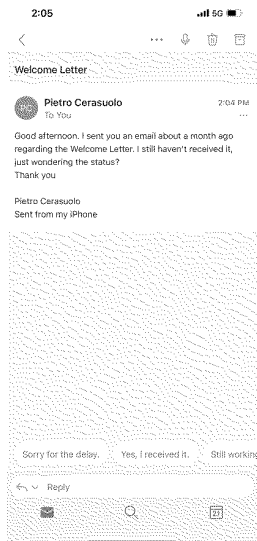 2:05
5G
Welcome Letter
PC
Pietro Cerasuolo
2:04 PM
To You
Good afternoon. I sent you an email about a month ago
regarding the Welcome Letter. I still haven't received it,
just wondering the status?
Thank you
Pietro Cerasuolo
Sent from my iPhone
Sorry for the delay.
Yes, I received it.
Still working
Reply